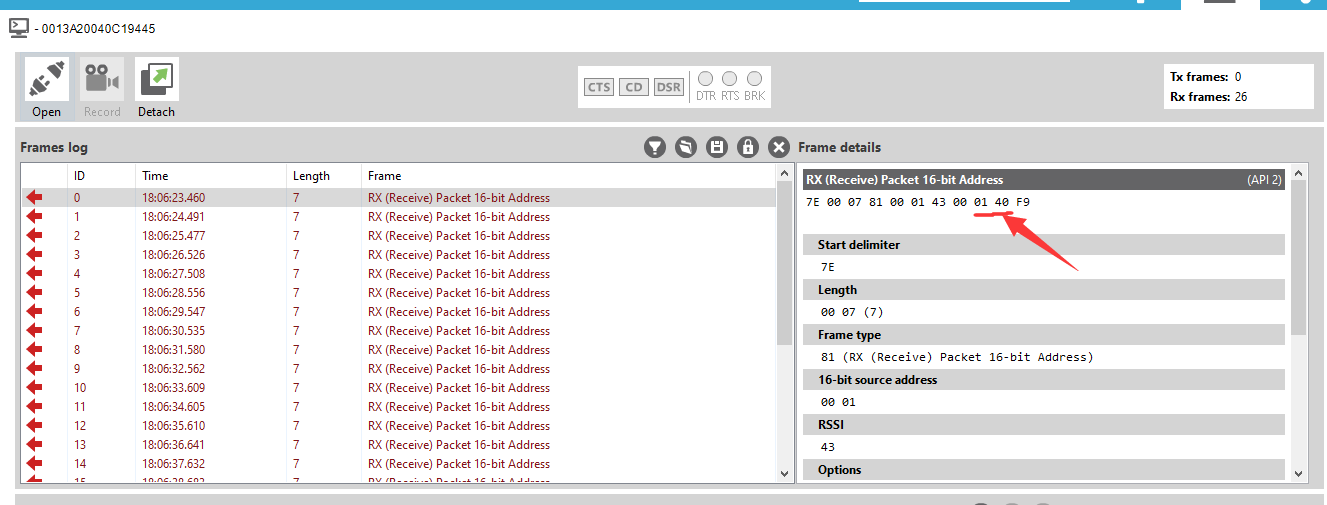 - 0013A20040C19445
Open
Record
Detach
CTS CD DSR
DTR RTS BRK
Tx frames: 0
Rx frames: 26
Frames log
ID Time Length Frame
0 18:06:23.460 7 RX (Receive) Packet 16-bit Address
1 18:06:24.491 7 RX (Receive) Packet 16-bit Address
2 18:06:25.477 7 RX (Receive) Packet 16-bit Address
3 18:06:26.526 7 RX (Receive) Packet 16-bit Address
4 18:06:27.508 7 RX (Receive) Packet 16-bit Address
5 18:06:28.556 7 RX (Receive) Packet 16-bit Address
6 18:06:29.547 7 RX (Receive) Packet 16-bit Address
7 18:06:30.535 7 RX (Receive) Packet 16-bit Address
8 18:06:31.580 7 RX (Receive) Packet 16-bit Address
9 18:06:32.562 7 RX (Receive) Packet 16-bit Address
10 18:06:33.609 7 RX (Receive) Packet 16-bit Address
11 18:06:34.605 7 RX (Receive) Packet 16-bit Address
12 18:06:35.610 7 RX (Receive) Packet 16-bit Address
13 18:06:36.641 7 RX (Receive) Packet 16-bit Address
14 18:06:37.632 7 RX (Receive) Packet 16-bit Address
Frame details
RX (Receive) Packet 16-bit Address (API 2)
7E 00 07 81 00 01 43 00 01 40 F9
Start delimiter
7E
Length
00 07 (7)
Frame type
81 (RX (Receive) Packet 16-bit Address)
16-bit source address
00 01
RSSI
43
Options